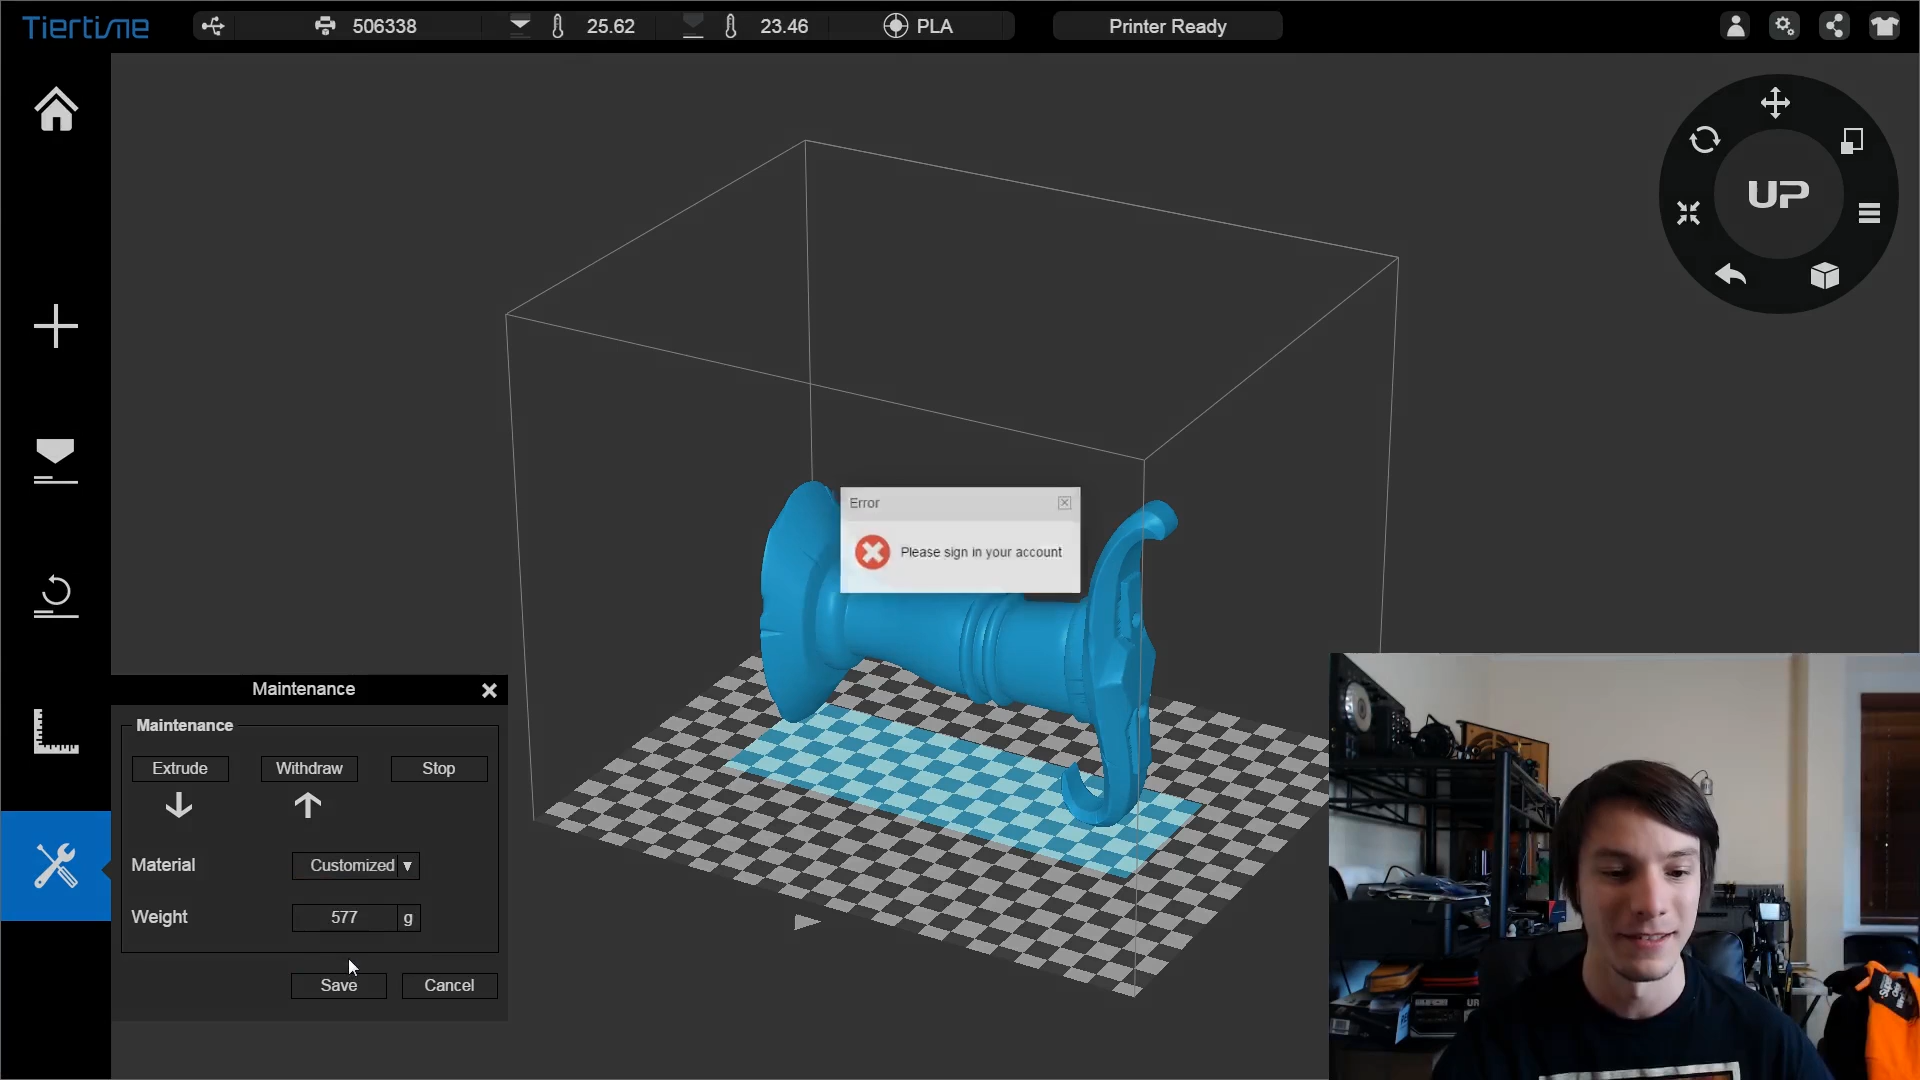 Tiertime
506338
25.62
23.46
PLA
Printer Ready
UP
Error
Please sign in your account
Maintenance
Maintenance
Extrude
Withdraw
Stop
Material
Customized
Weight
577
g
Save
Cancel